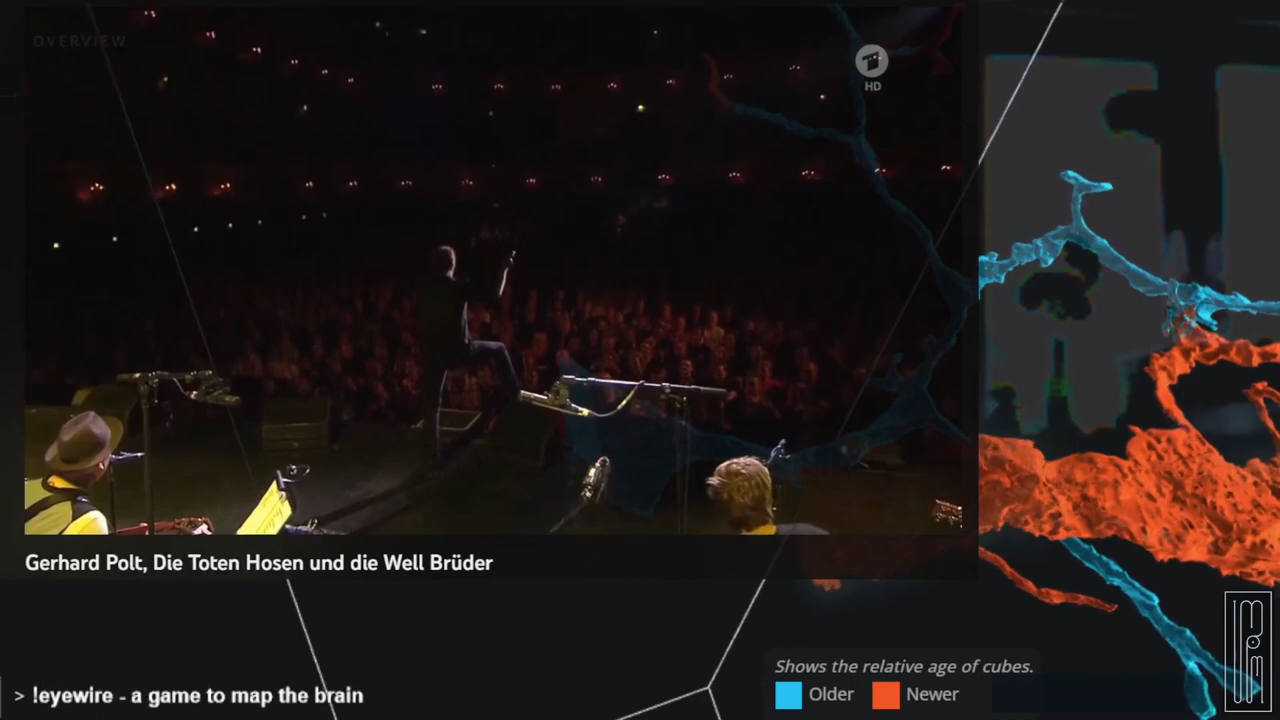 OVERVIEW
HD
Gerhard Polt, Die Toten Hosen und die Well Brüder
Shows the relative age of cubes.
Older
Newer
> !eyewire - a game to map the brain